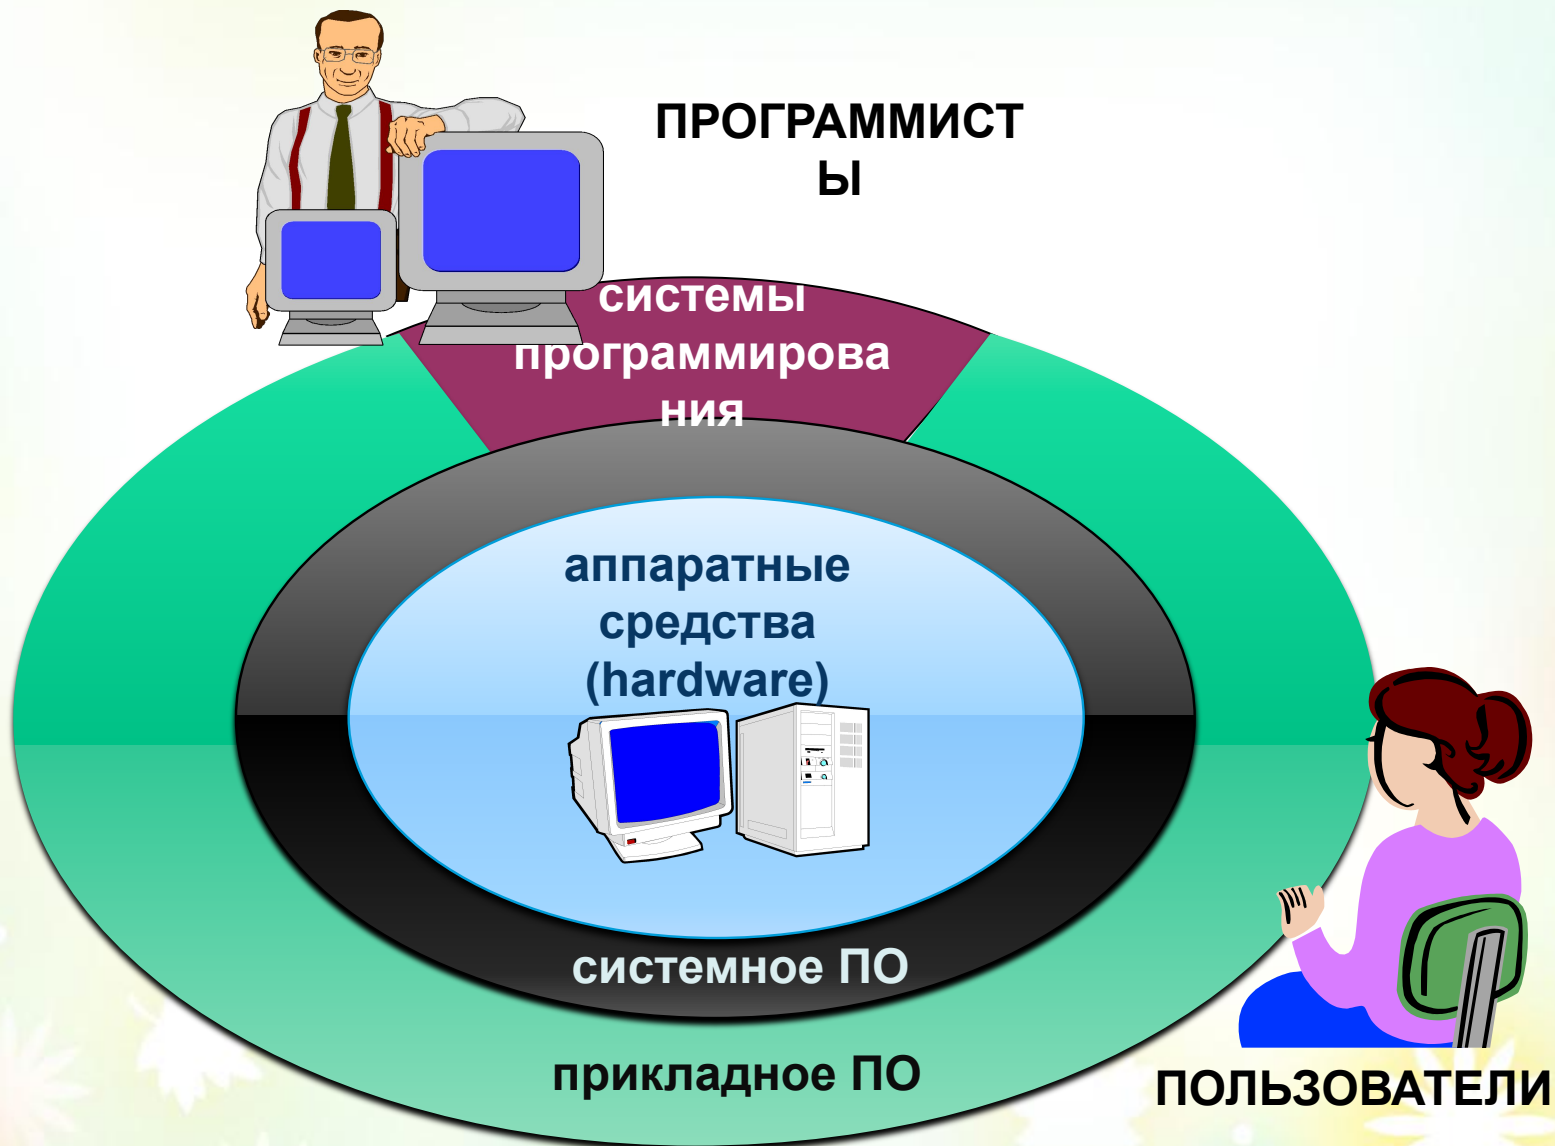 ПРОГРАММИСТ
Ы
системы
программирова
ния
аппаратные
средства
(hardware)
системное ПО
прикладное ПО
ПОЛЬЗОВАТЕЛИ